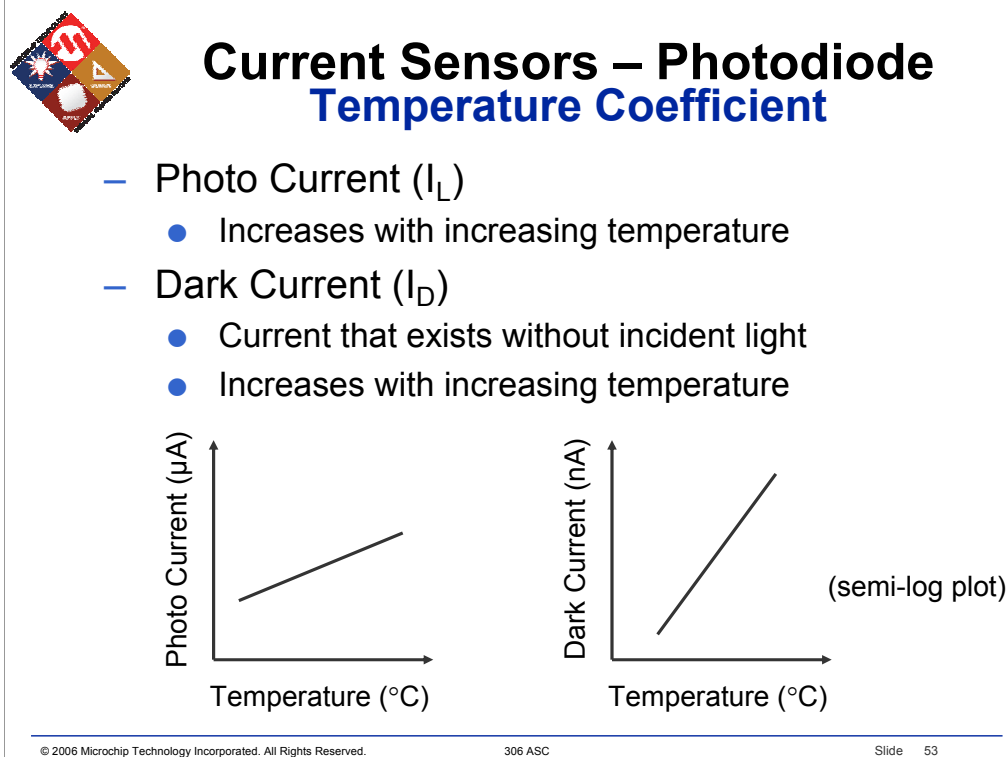 Current Sensors – Photodiode
Temperature Coefficient
– Photo Current (I_L)
● Increases with increasing temperature
– Dark Current (I_D)
● Current that exists without incident light
● Increases with increasing temperature
Photo Current (µA)
Temperature (°C)
Dark Current (nA)
Temperature (°C)
(semi-log plot)
© 2006 Microchip Technology Incorporated. All Rights Reserved.
306 ASC
Slide 53